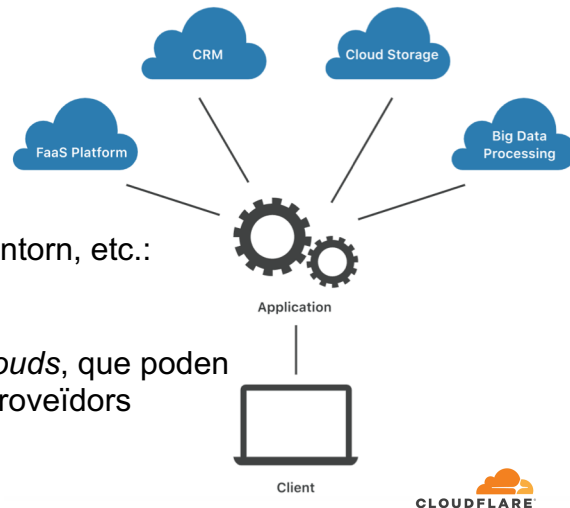 CRM
Cloud Storage
FaaS Platform
Big Data
Processing
ntorn, etc.:
Application
ouds, que poden
roveïdors
Client
CLOUDFLARE